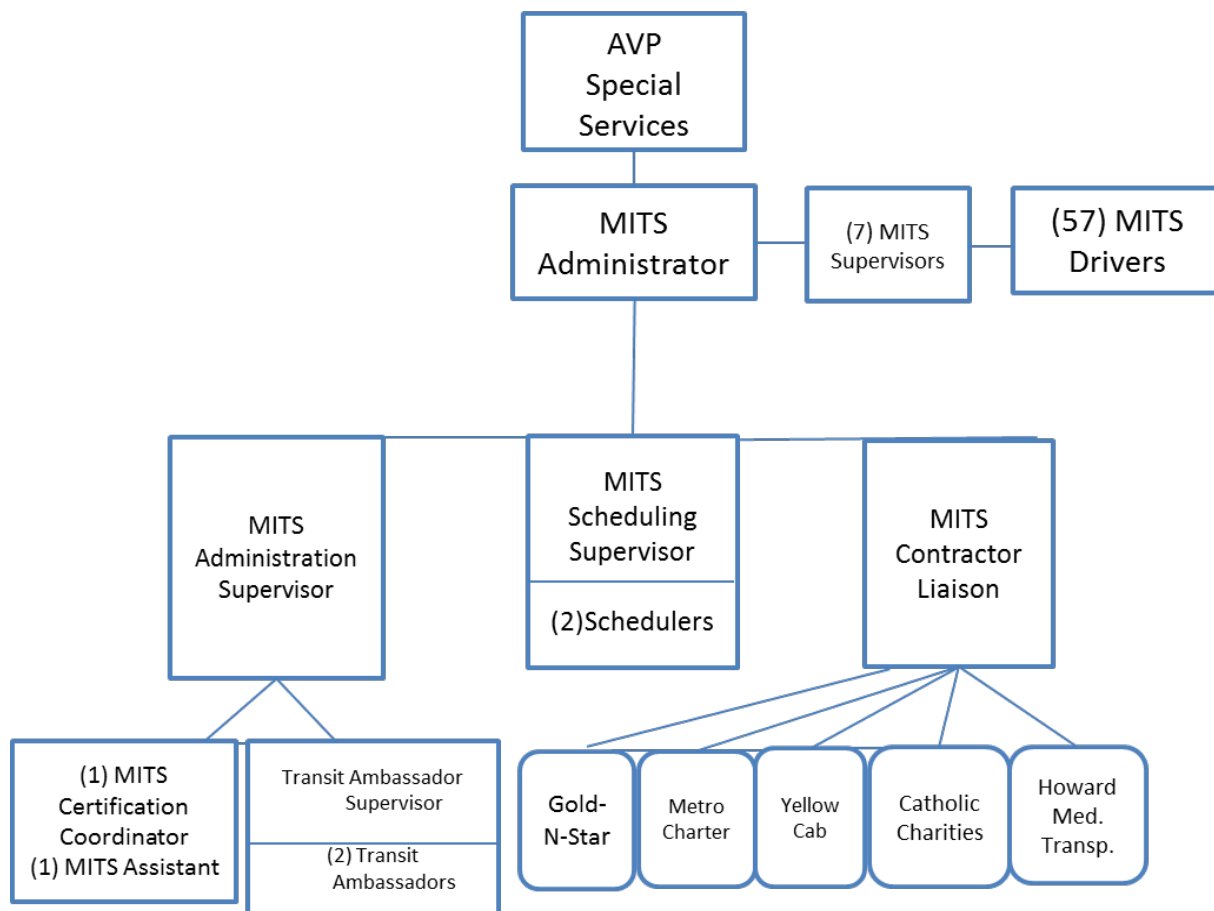 AVP
Special
Services
MITS
Administrator
(7) MITS
Supervisors
(57) MITS
Drivers
MITS
Administration
Supervisor
MITS
Scheduling
Supervisor
(2)Schedulers
MITS
Contractor
Liaison
(1) MITS
Certification
Coordinator
(1) MITS Assistant
Transit Ambassador
Supervisor
(2) Transit
Ambassadors
Gold-
N-Star
Metro
Charter
Yellow
Cab
Catholic
Charities
Howard
Med.
Transp.